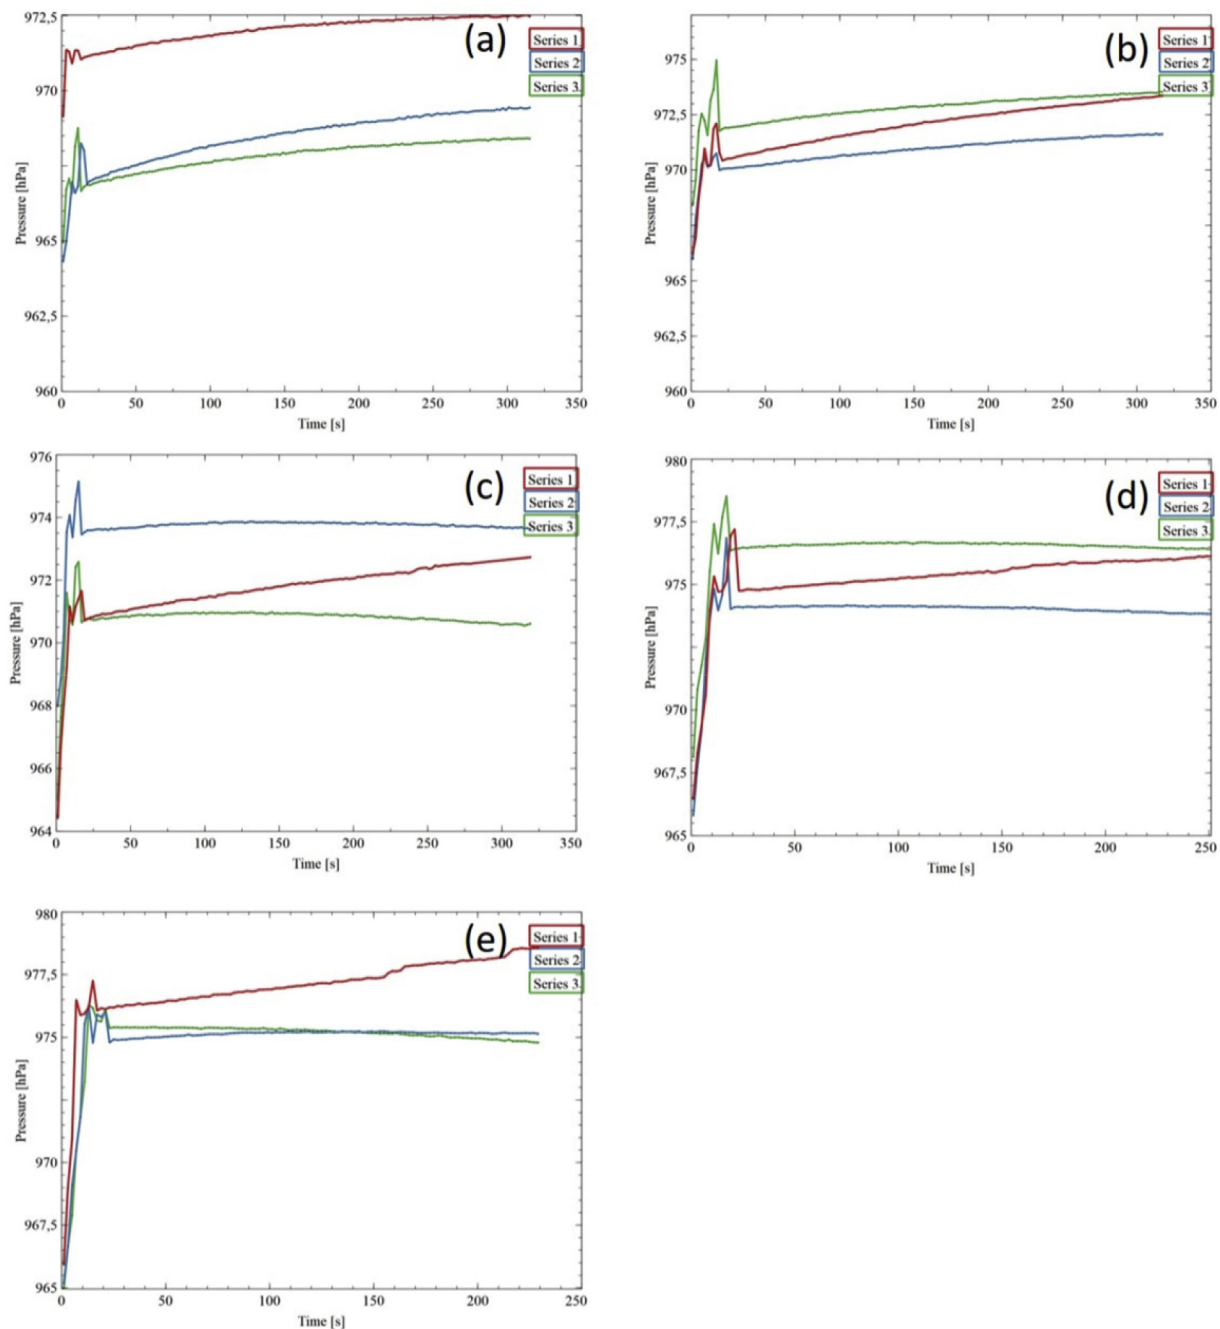 (a)
Series 1
Series 2
Series 3
972,5
970
965
962,5
960
Pressure [hPa]
0 50 100 150 200 250 300 350
Time [s]
(b)
Series 1
Series 2
Series 3
975
972,5
970
965
962,5
960
Pressure [hPa]
0 50 100 150 200 250 300 350
Time [s]
(c)
Series 1
Series 2
Series 3
976
974
972
970
968
966
964
Pressure [hPa]
0 50 100 150 200 250 300 350
Time [s]
(d)
Series 1
Series 2
Series 3
980
977,5
975
970
967,5
965
Pressure [hPa]
0 50 100 150 200 250
Time [s]
(e)
Series 1
Series 2
Series 3
980
977,5
975
970
967,5
965
Pressure [hPa]
0 50 100 150 200 250
Time [s]